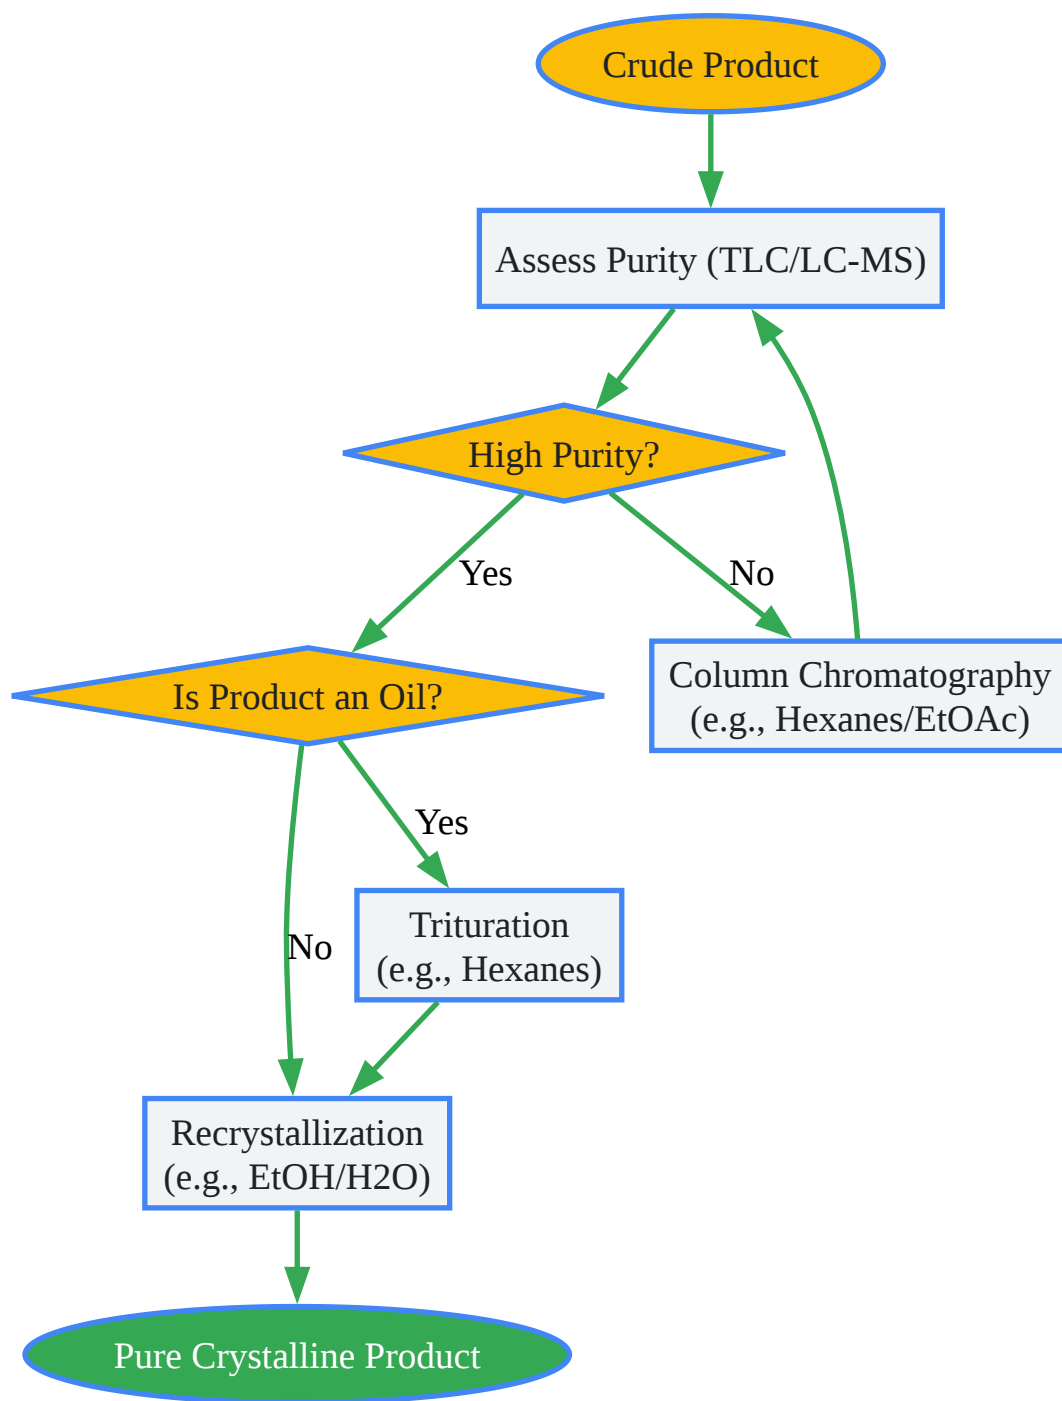 Crude Product
Assess Purity (TLC/LC-MS)
High Purity?
Yes
No
Is Product an Oil?
Column Chromatography
(e.g., Hexanes/EtOAc)
Yes
Trituration
(e.g., Hexanes)
No
Recrystallization
(e.g., EtOH/H2O)
Pure Crystalline Product